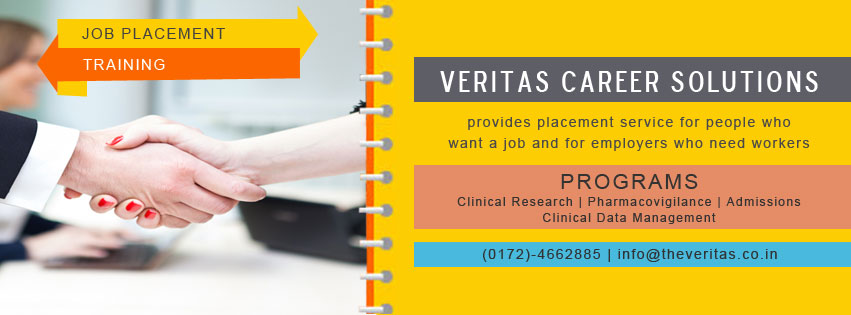 JOB PLACEMENT
TRAINING
VERITAS CAREER SOLUTIONS
provides placement service for people who
want a job and for employers who need workers
PROGRAMS
Clinical Research | Pharmacovigilance | Admissions
Clinical Data Management
(0172)-4662885 | info@theveritas.co.in